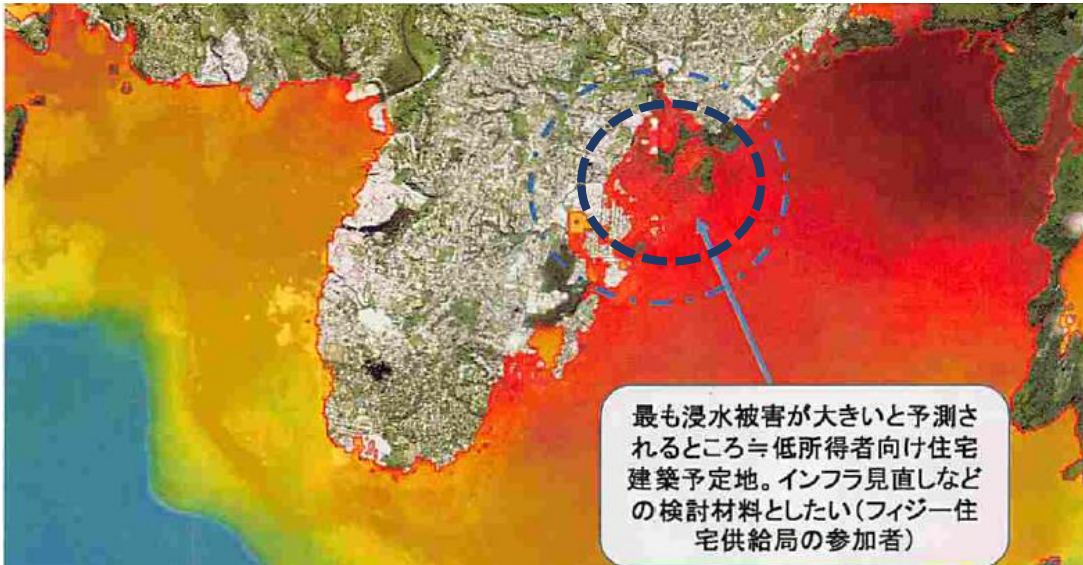 最も浸水被害が大きいと予測さ
れるところ≒低所得者向け住宅
建築予定地。インフラ見直しなど
の検討材料としたい(フィジー住
宅供給局の参加者)